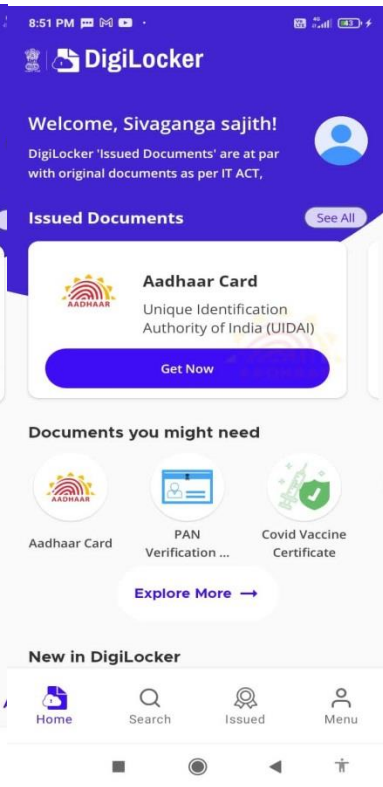 8:51 PM
43
DigiLocker
Welcome, Sivaganga sajith!
DigiLocker 'Issued Documents' are at par
with original documents as per IT ACT,
Issued Documents
See All
AADHAAR
Aadhaar Card
Unique Identification
Authority of India (UIDAI)
Get Now
Documents you might need
AADHAAR
Aadhaar Card
PAN
Verification ...
Covid Vaccine
Certificate
Explore More →
New in DigiLocker
Home
Search
Issued
Menu